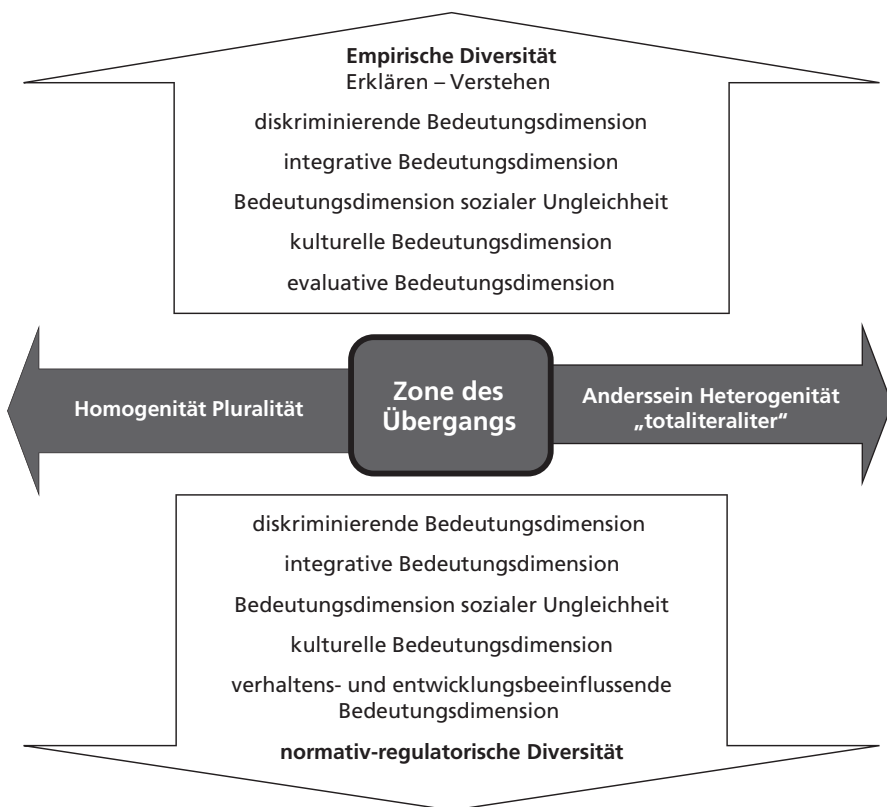 Empirische Diversität
Erklären – Verstehen
diskriminierende Bedeutungsdimension
integrative Bedeutungsdimension
Bedeutungsdimension sozialer Ungleichheit
kulturelle Bedeutungsdimension
evaluative Bedeutungsdimension
Homogenität Pluralität
Zone des
Übergangs
Anderssein Heterogenität
„totaliteraliter“
diskriminierende Bedeutungsdimension
integrative Bedeutungsdimension
Bedeutungsdimension sozialer Ungleichheit
kulturelle Bedeutungsdimension
verhaltens- und entwicklungsbeeinflussende
Bedeutungsdimension
normativ-regulatorische Diversität